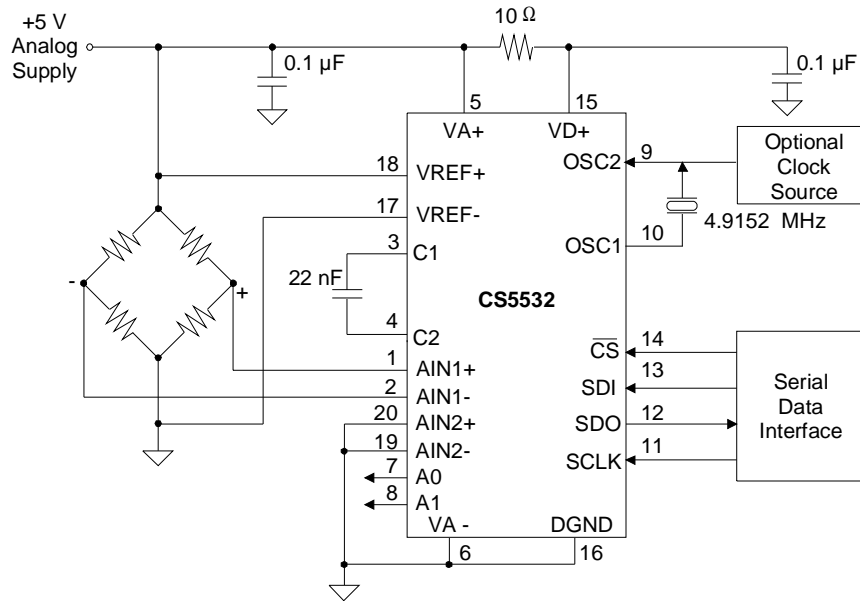 +5 V
Analog
Supply
10 Ω
0.1 µF
0.1 µF
5
15
VA+
VD+
18
VREF+
17
VREF-
3
C1
22 nF
4
C2
1
AIN1+
2
AIN1-
20
AIN2+
19
AIN2-
7
A0
8
A1
VA -
6
DGND
16
CS5532
OSC2
9
OSC1
10
4.9152 MHz
Optional
Clock
Source
CS
14
SDI
13
SDO
12
SCLK
11
Serial
Data
Interface
-
+